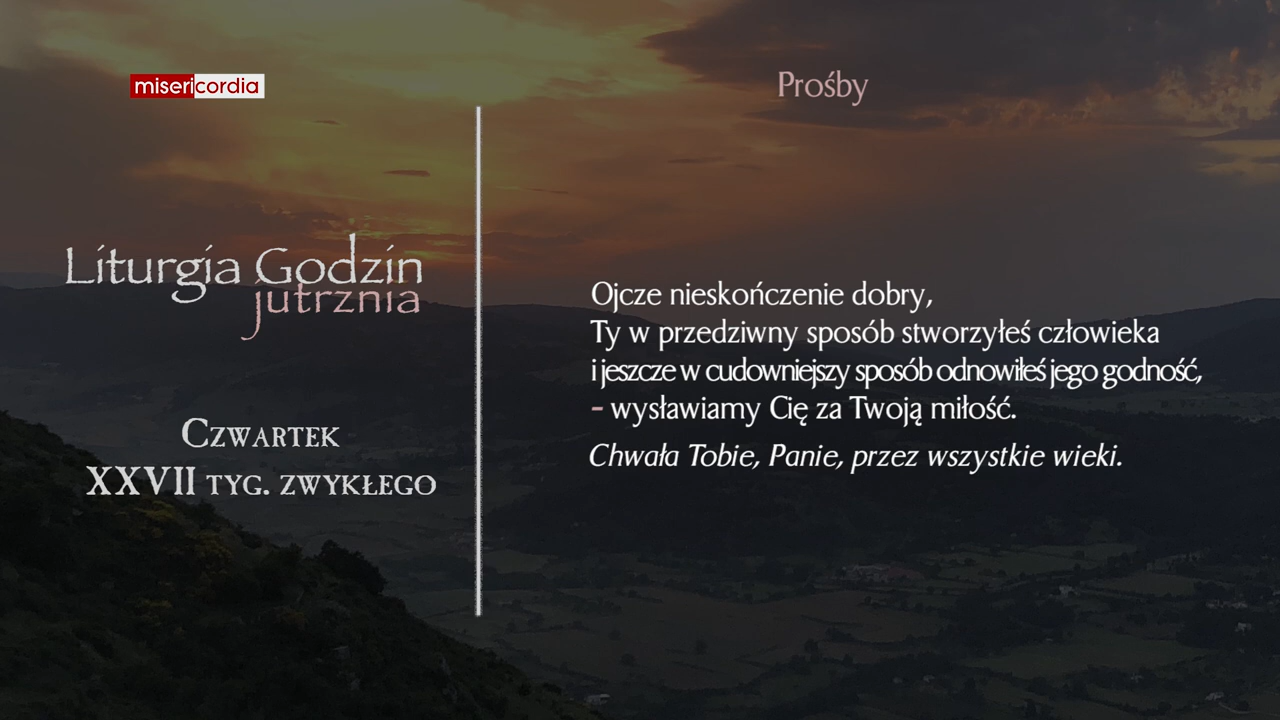 misericordia
Liturgia Godzin
jutrznia
Czwartek
XXVII tyg. zwykłego
Prośby
Ojcze nieskończenie dobry,
Ty w przedziwny sposób stworzyłeś człowieka
i jeszcze w cudowniejszy sposób odnowiłeś jego godność,
- wysławiamy Cię za Twoją miłość.
Chwała Tobie, Panie, przez wszystkie wieki.